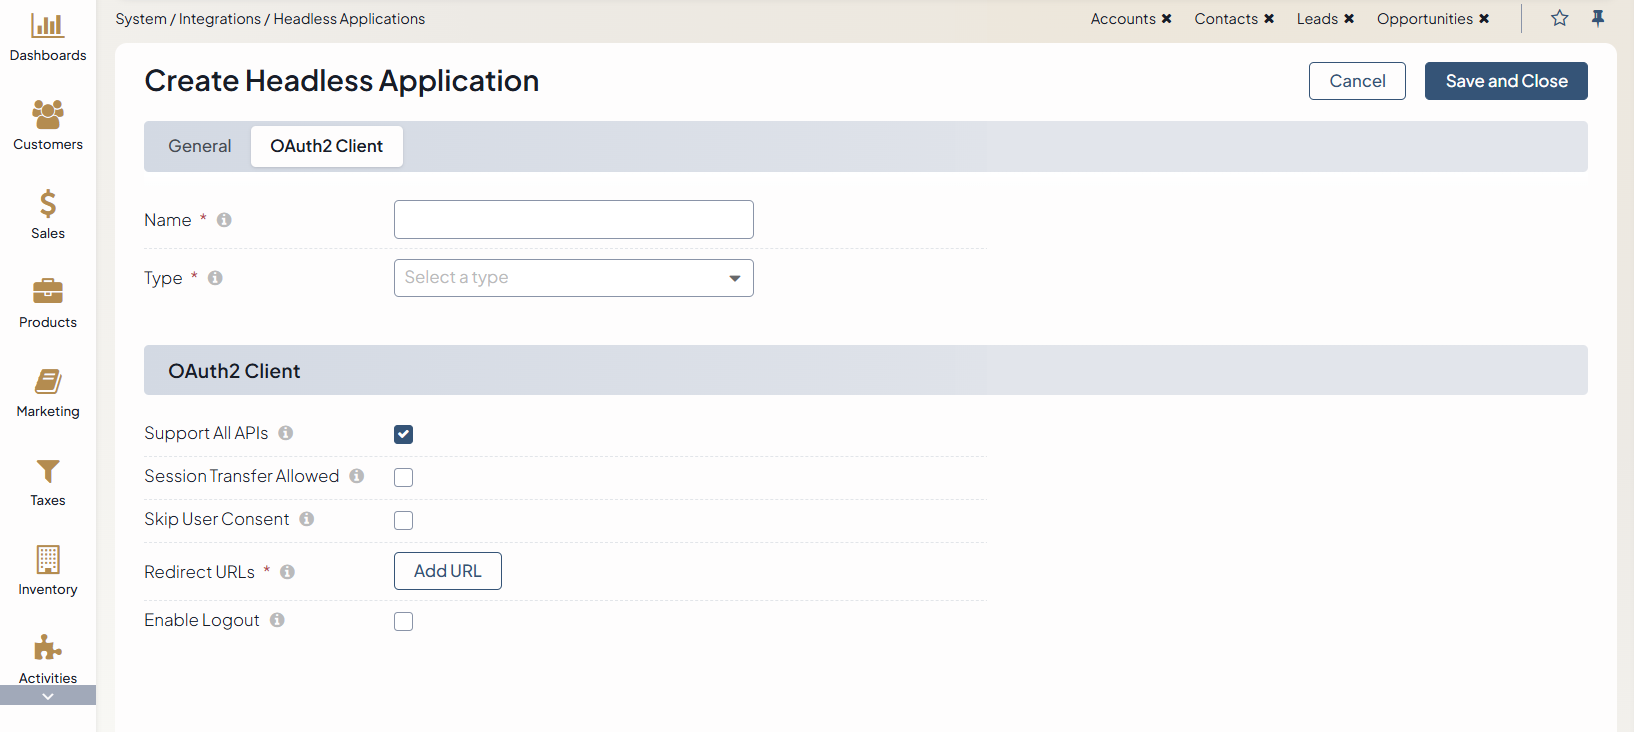 System / Integrations / Headless Applications
Accounts ✖ Contacts ✖ Leads ✖ Opportunities ✖
Dashboards
Customers
Sales
Products
Marketing
Taxes
Inventory
Activities
Create Headless Application
Cancel
Save and Close
General
OAuth2 Client
Name *
Type *
Select a type
OAuth2 Client
Support All APIs
Session Transfer Allowed
Skip User Consent
Redirect URLs *
Add URL
Enable Logout